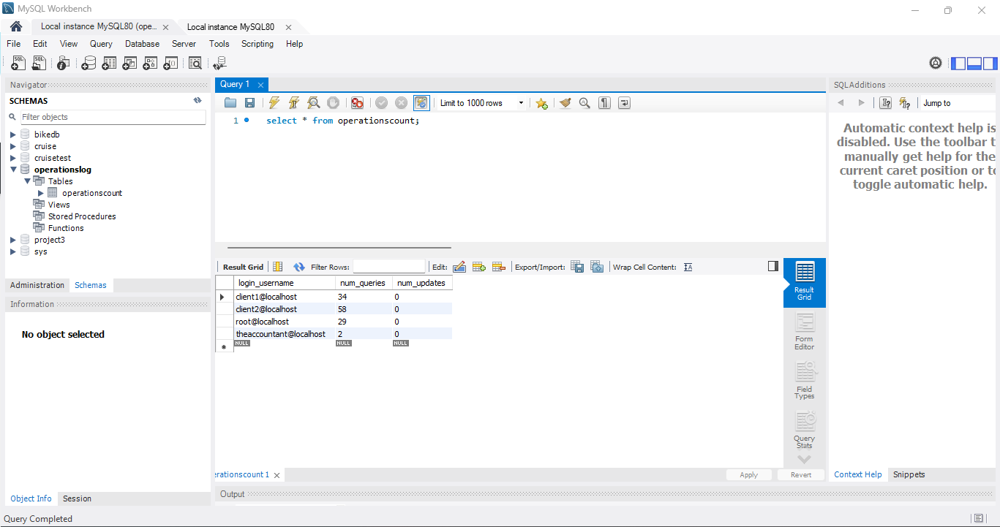 MySQL Workbench
Local instance MySQL80 (ope... ×
Local instance MySQL80 ×
File Edit View Query Database Server Tools Scripting Help
Navigator
SCHEMAS
Filter objects
bikedb
cruise
cruisetest
operationslog
Tables
operationscount
Views
Stored Procedures
Functions
project3
sys
Administration Schemas
Information
No object selected
Object Info Session
Query 1 ×
Limit to 1000 rows
1 select * from operationscount;
Result Grid Filter Rows: Edit: Export/Import: Wrap Cell Content:
login_username num_queries num_updates
client1@localhost 34 0
client2@localhost 58 0
root@localhost 29 0
theaccountant@localhost 2 0
NULL NULL NULL
Result
Grid
Form
Editor
Field
Types
Query
Stats
erationscount 1 ×
Apply Revert
Output
SQLAdditions
Jump to
Automatic context help is
disabled. Use the toolbar t
manually get help for the
current caret position or to
toggle automatic help.
Context Help Snippets
Query Completed